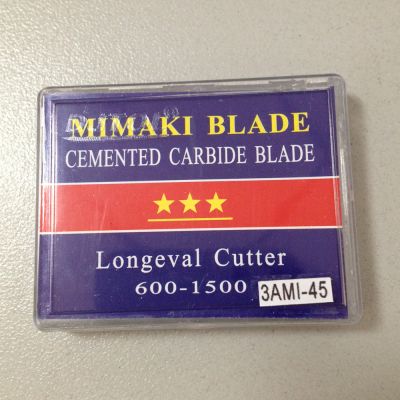 MIMAKI BLADE
CEMENTED CARBIDE BLADE
★★★
Longeval Cutter
600-1500
3AMI-45